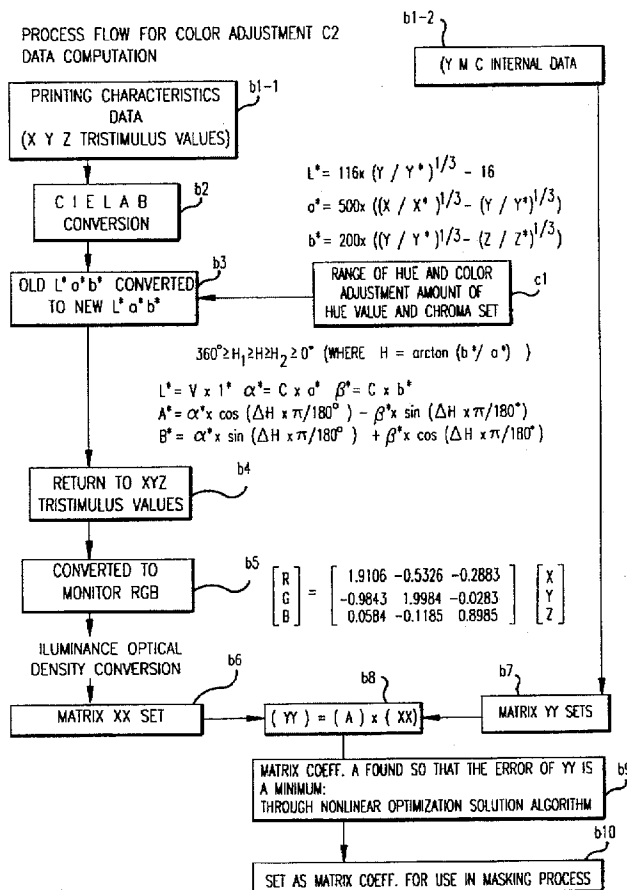 PROCESS FLOW FOR COLOR ADJUSTMENT C2
DATA COMPUTATION
b1-2
(Y M C INTERNAL DATA
b1-1
PRINTING CHARACTERISTICS
DATA
(X Y Z TRISTIMULUS VALUES)
b2
CIELAB
CONVERSION
L* = 116x (Y / Y*)^1/3 - 16
a* = 500x ((X / X*)^1/3 - (Y / Y*)^1/3)
b* = 200x ((Y / Y*)^1/3 - (Z / Z*)^1/3)
b3
OLD L* a* b* CONVERTED
TO NEW L* a* b*
RANGE OF HUE AND COLOR
ADJUSTMENT AMOUNT OF
HUE VALUE AND CHROMA SET
c1
360° ≥ H1 ≥ H ≥ H2 ≥ 0° (WHERE H = arctan (b*/ a*) )
L* = V x 1* α* = C x a* β* = C x b*
A* = α* x cos (ΔH x π/180°) - β* x sin (ΔH x π/180°)
B* = α* x sin (ΔH x π/180°) + β* x cos (ΔH x π/180°)
b4
RETURN TO XYZ
TRISTIMULUS VALUES
b5
CONVERTED TO
MONITOR RGB
R 1.9106 -0.5326 -0.2883 X
G = -0.9843 1.9984 -0.0283 Y
B 0.0584 -0.1185 0.8985 Z
ILUMINANCE OPTICAL
DENSITY CONVERSION
b6
MATRIX XX SET
b8
(YY) = (A) x (XX)
b7
MATRIX YY SETS
MATRIX COEFF. A FOUND SO THAT THE ERROR OF YY IS
A MINIMUM:
THROUGH NONLINEAR OPTIMIZATION SOLUTION ALGORITHM
b9
b10
SET AS MATRIX COEFF. FOR USE IN MASKING PROCESS